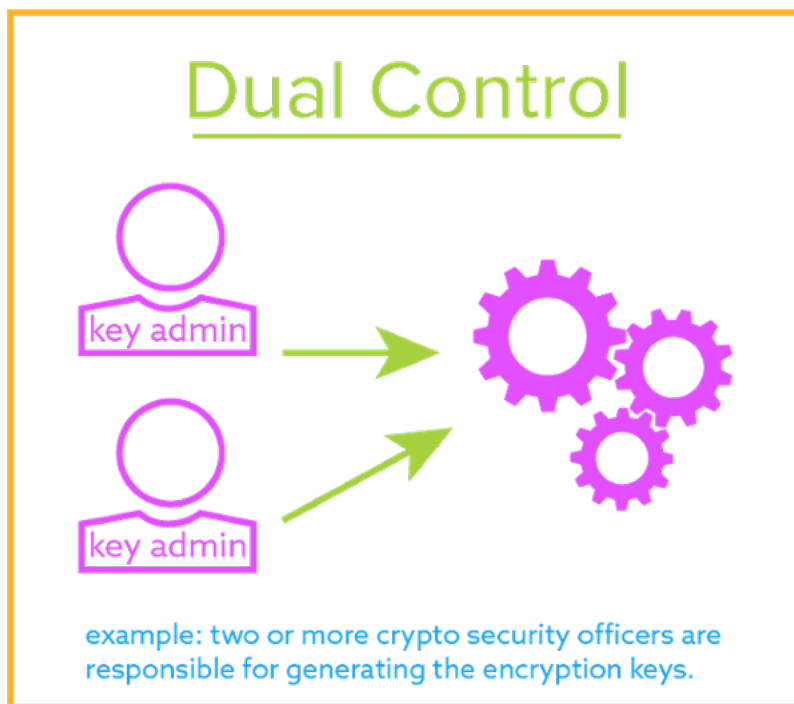 Dual Control
key admin
key admin
example: two or more crypto security officers are
responsible for generating the encryption keys.